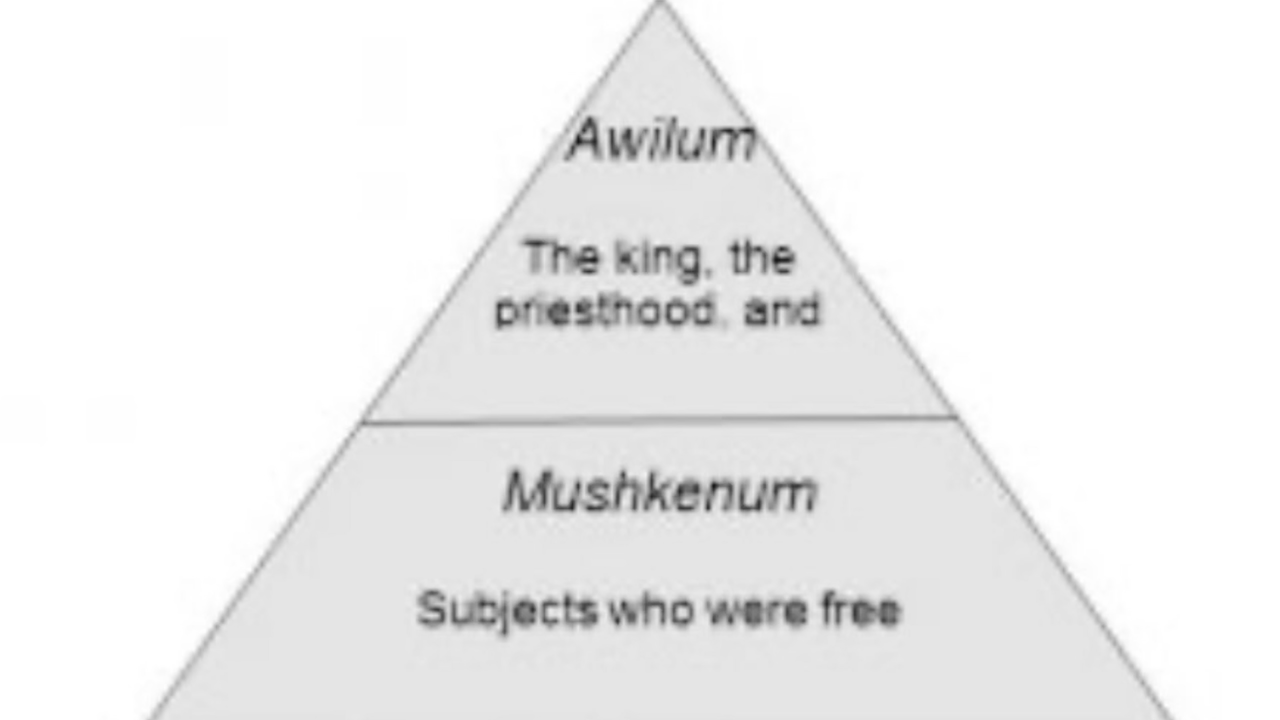 Awilum
The king, the
priesthood, and
Mushkenum
Subjects who were free